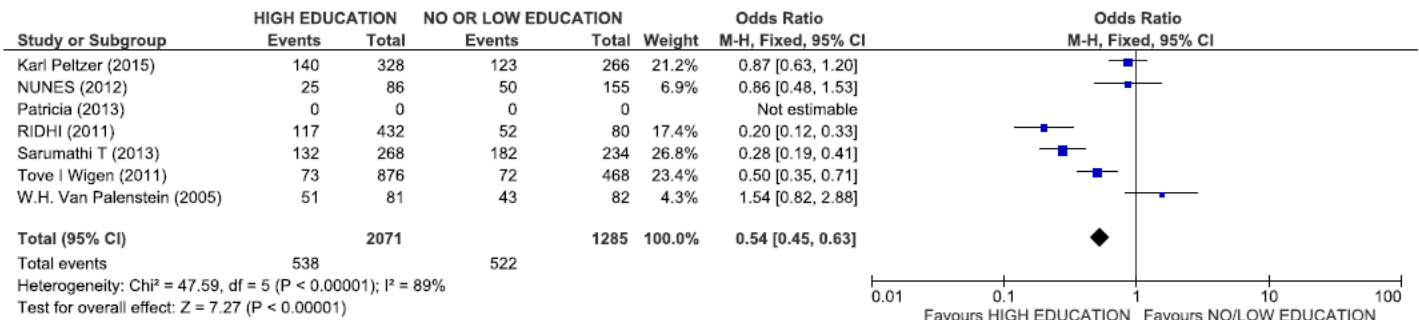 HIGH EDUCATION NO OR LOW EDUCATION Odds Ratio Odds Ratio
Study or Subgroup Events Total Events Total Weight M-H, Fixed, 95% CI M-H, Fixed, 95% CI
Karl Peltzer (2015) 140 328 123 266 21.2% 0.87 [0.63, 1.20]
NUNES (2012) 25 86 50 155 6.9% 0.86 [0.48, 1.53]
Patricia (2013) 0 0 0 0 Not estimable
RIDHI (2011) 117 432 52 80 17.4% 0.20 [0.12, 0.33]
Sarumathi T (2013) 132 268 182 234 26.8% 0.28 [0.19, 0.41]
Tove I Wigen (2011) 73 876 72 468 23.4% 0.50 [0.35, 0.71]
W.H. Van Palenstein (2005) 51 81 43 82 4.3% 1.54 [0.82, 2.88]
Total (95% CI) 2071 1285 100.0% 0.54 [0.45, 0.63]
Total events 538 522
Heterogeneity: Chi² = 47.59, df = 5 (P < 0.00001); I² = 89%
Test for overall effect: Z = 7.27 (P < 0.00001)
0.01 0.1 1 10 100
Favours HIGH EDUCATION Favours NO/LOW EDUCATION